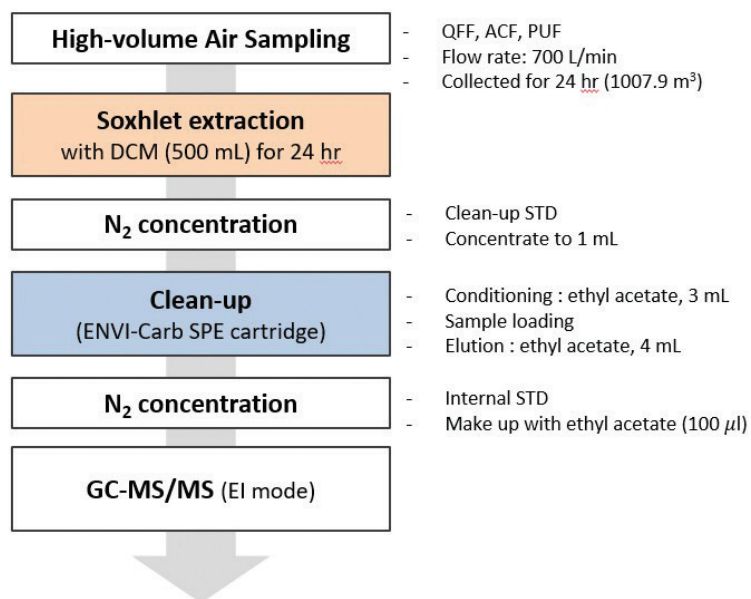 High-volume Air Sampling
- QFF, ACF, PUF
- Flow rate: 700 L/min
- Collected for 24 hr (1007.9 m³)
Soxhlet extraction
with DCM (500 mL) for 24 hr
N₂ concentration
- Clean-up STD
- Concentrate to 1 mL
Clean-up
(ENVI-Carb SPE cartridge)
- Conditioning : ethyl acetate, 3 mL
- Sample loading
- Elution : ethyl acetate, 4 mL
N₂ concentration
- Internal STD
- Make up with ethyl acetate (100 μl)
GC-MS/MS (EI mode)